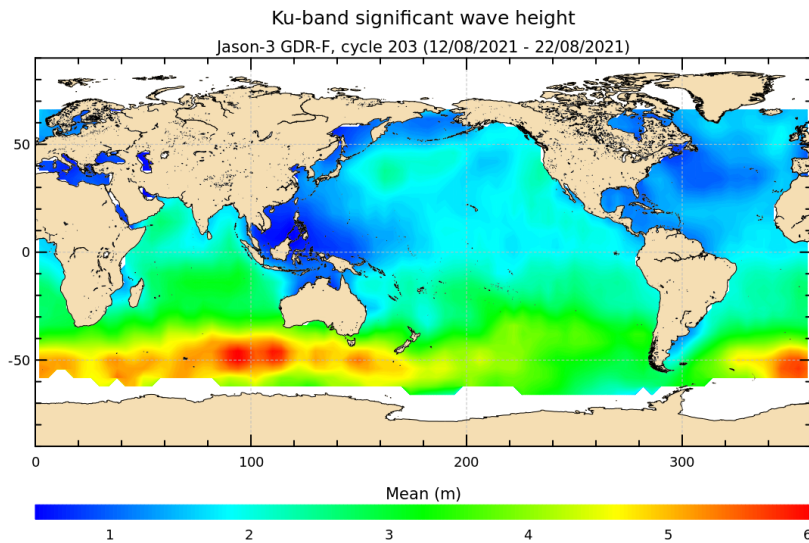 Ku-band significant wave height
Jason-3 GDR-F, cycle 203 (12/08/2021 - 22/08/2021)
50
0
-50
0 100 200 300
Mean (m)
1 2 3 4 5 6